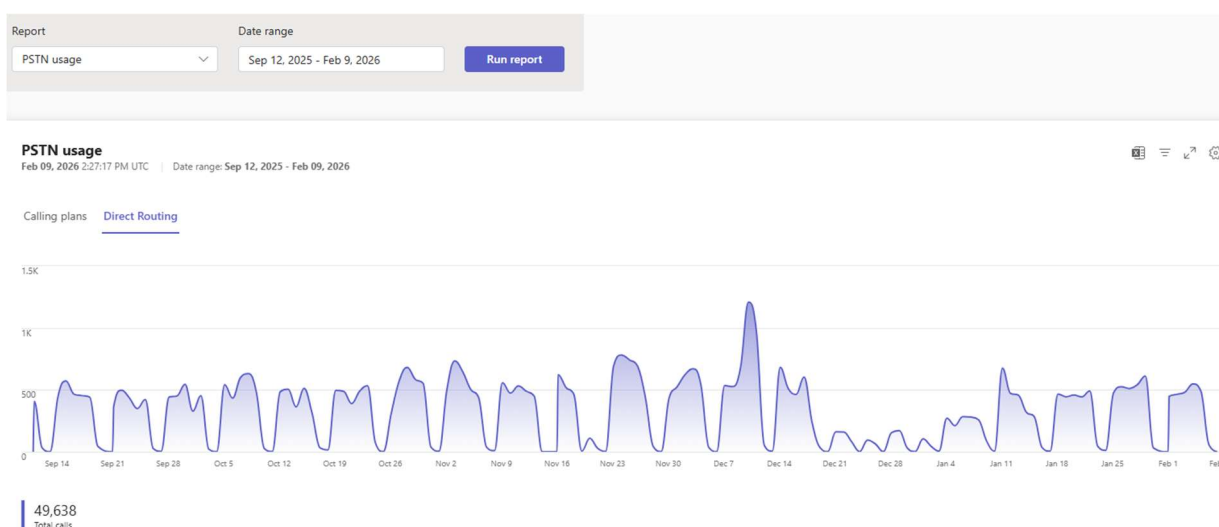 Report
Date range
PSTN usage
Sep 12, 2025 - Feb 9, 2026
Run report
PSTN usage
Feb 09, 2026 2:27:17 PM UTC | Date range: Sep 12, 2025 - Feb 09, 2026
Calling plans Direct Routing
1.5K
1K
500
0
Sep 14 Sep 21 Sep 28 Oct 5 Oct 12 Oct 19 Oct 26 Nov 2 Nov 9 Nov 16 Nov 23 Nov 30 Dec 7 Dec 14 Dec 21 Dec 28 Jan 4 Jan 11 Jan 18 Jan 25 Feb 1
49,638
Total calls